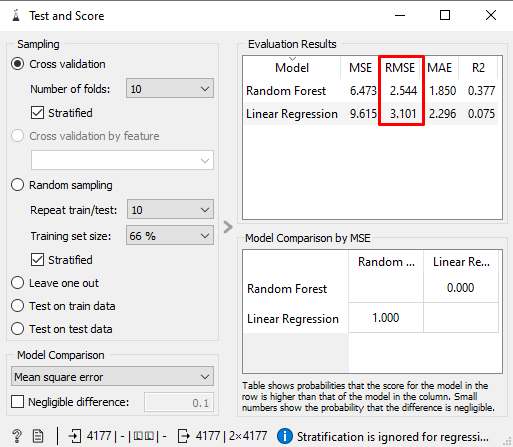 Test and Score
Sampling
Cross validation
Number of folds: 10
Stratified
Cross validation by feature
Random sampling
Repeat train/test: 10
Training set size: 66 %
Stratified
Leave one out
Test on train data
Test on test data
Model Comparison
Mean square error
Negligible difference: 0.1
Evaluation Results
Model MSE RMSE MAE R2
Random Forest 6.473 2.544 1.850 0.377
Linear Regression 9.615 3.101 2.296 0.075
Model Comparison by MSE
Random ... Linear Re...
Random Forest 0.000
Linear Regression 1.000
Table shows probabilities that the score for the model in the
row is higher than that of the model in the column. Small
numbers show the probability that the difference is negligible.
? 4177 | - | - 4177 | 2×4177 Stratification is ignored for regressi...